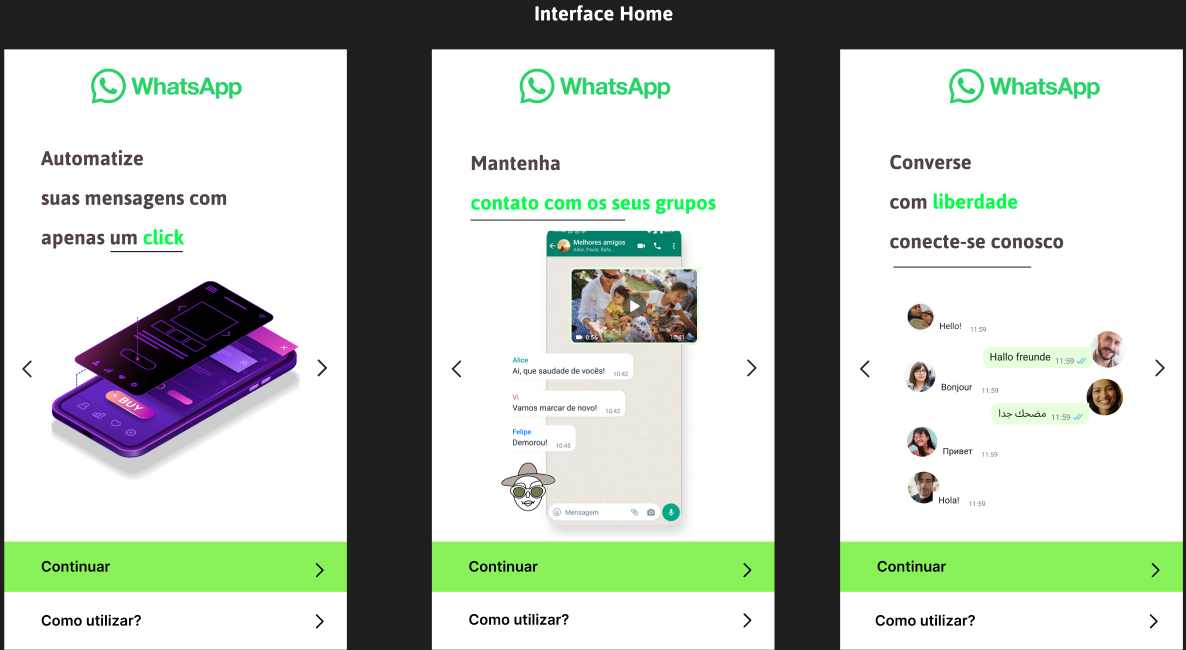 Interface Home
WhatsApp
Automatize
suas mensagens com
apenas um click
BUY
Continuar
Como utilizar?
WhatsApp
Mantenha
contato com os seus grupos
Melhores amigos
Alice, Paula, Rafa...
0:56
10:41
Alice
Ai, que saudade de vocês!
10:42
Vi
Vamos marcar de novo!
10:42
Felipe
Demorou!
10:45
Mensagem
Continuar
Como utilizar?
WhatsApp
Converse
com liberdade
conecte-se conosco
Hello! 11:59
Hallo freunde 11:59
Bonjour 11:59
مضحك جدا 11:59
Привет 11:59
Hola! 11:59
Continuar
Como utilizar?